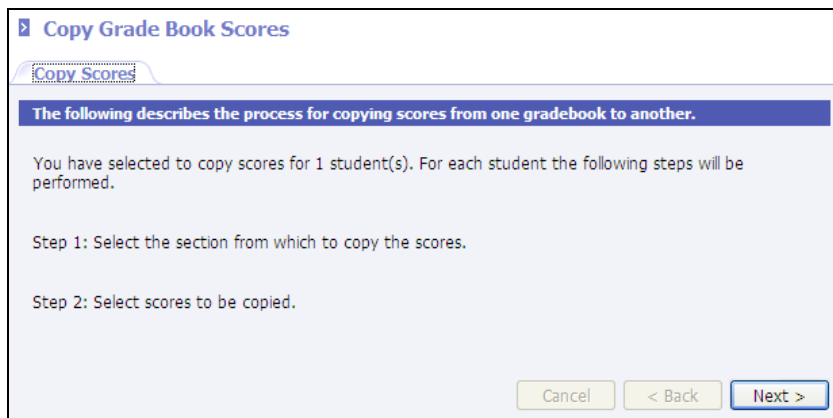 Copy Grade Book Scores
Copy Scores
The following describes the process for copying scores from one gradebook to another.
You have selected to copy scores for 1 student(s). For each student the following steps will be
performed.
Step 1: Select the section from which to copy the scores.
Step 2: Select scores to be copied.
Cancel < Back Next >